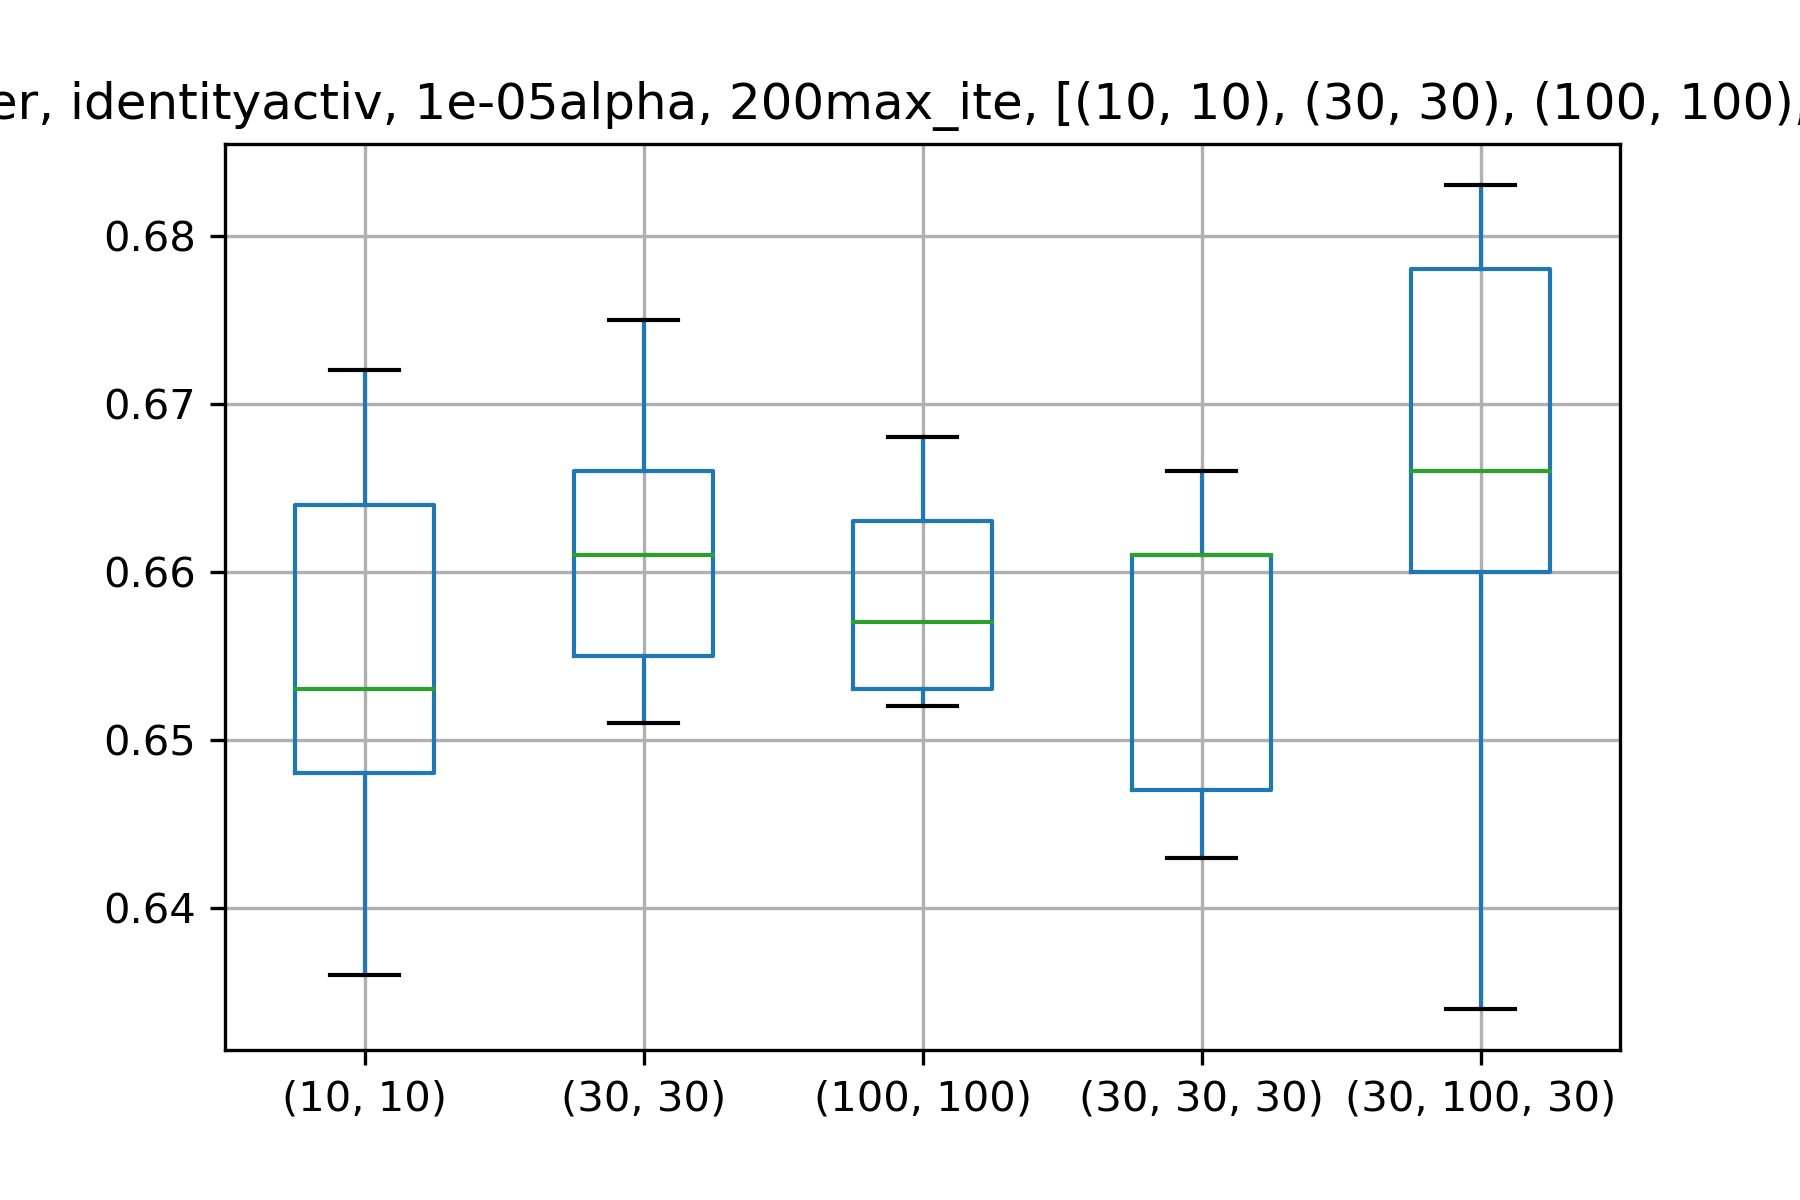 er, identityactiv, 1e-05alpha, 200max_ite, [(10, 10), (30, 30), (100, 100),
0.68
0.67
0.66
0.65
0.64
(10, 10) (30, 30) (100, 100) (30, 30, 30) (30, 100, 30)